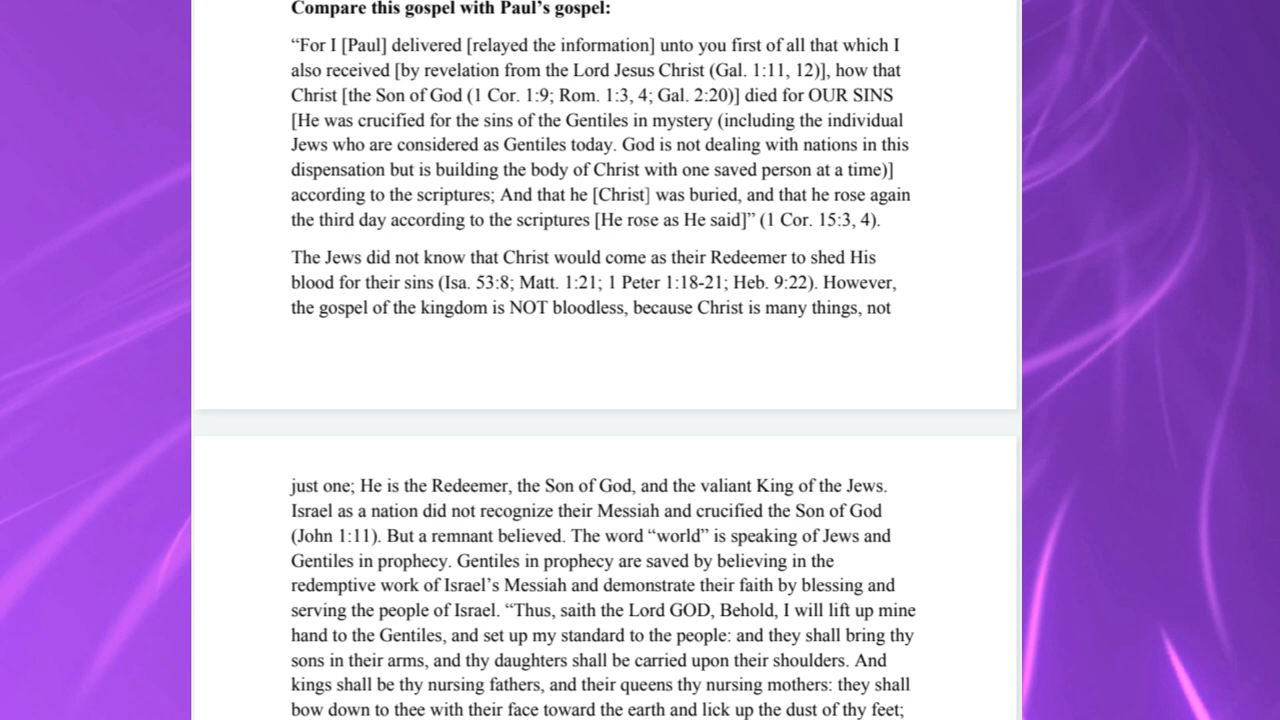 Compare this gospel with Paul’s gospel:
“For I [Paul] delivered [relayed the information] unto you first of all that which I
also received [by revelation from the Lord Jesus Christ (Gal. 1:11, 12)], how that
Christ [the Son of God (1 Cor. 1:9; Rom. 1:3, 4; Gal. 2:20)] died for OUR SINS
[He was crucified for the sins of the Gentiles in mystery (including the individual
Jews who are considered as Gentiles today. God is not dealing with nations in this
dispensation but is building the body of Christ with one saved person at a time)]
according to the scriptures; And that he [Christ] was buried, and that he rose again
the third day according to the scriptures [He rose as He said]” (1 Cor. 15:3, 4).
The Jews did not know that Christ would come as their Redeemer to shed His
blood for their sins (Isa. 53:8; Matt. 1:21; 1 Peter 1:18-21; Heb. 9:22). However,
the gospel of the kingdom is NOT bloodless, because Christ is many things, not
just one; He is the Redeemer, the Son of God, and the valiant King of the Jews.
Israel as a nation did not recognize their Messiah and crucified the Son of God
(John 1:11). But a remnant believed. The word “world” is speaking of Jews and
Gentiles in prophecy. Gentiles in prophecy are saved by believing in the
redemptive work of Israel’s Messiah and demonstrate their faith by blessing and
serving the people of Israel. “Thus, saith the Lord GOD, Behold, I will lift up mine
hand to the Gentiles, and set up my standard to the people: and they shall bring thy
sons in their arms, and thy daughters shall be carried upon their shoulders. And
kings shall be thy nursing fathers, and their queens thy nursing mothers: they shall
bow down to thee with their face toward the earth and lick up the dust of thy feet;